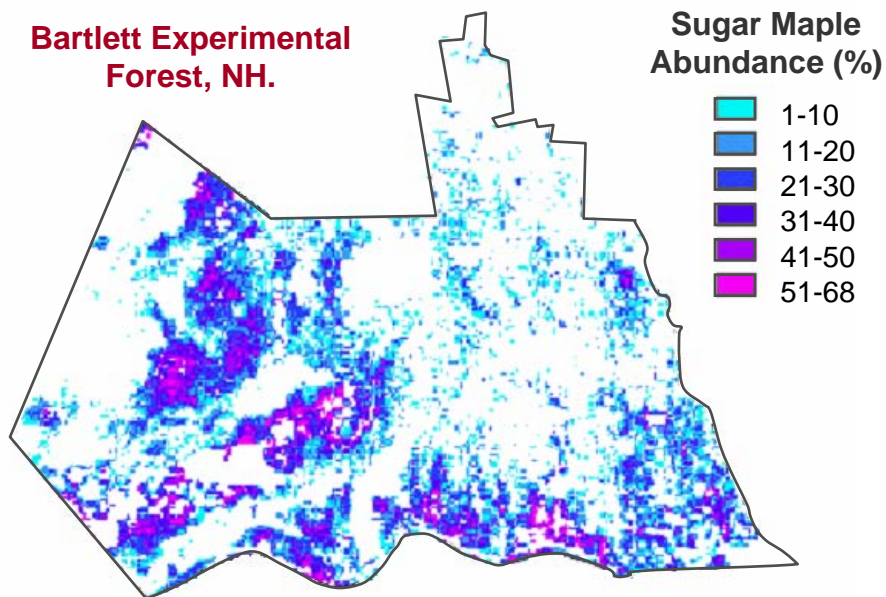 Bartlett Experimental
Forest, NH.
Sugar Maple
Abundance (%)
1-10
11-20
21-30
31-40
41-50
51-68